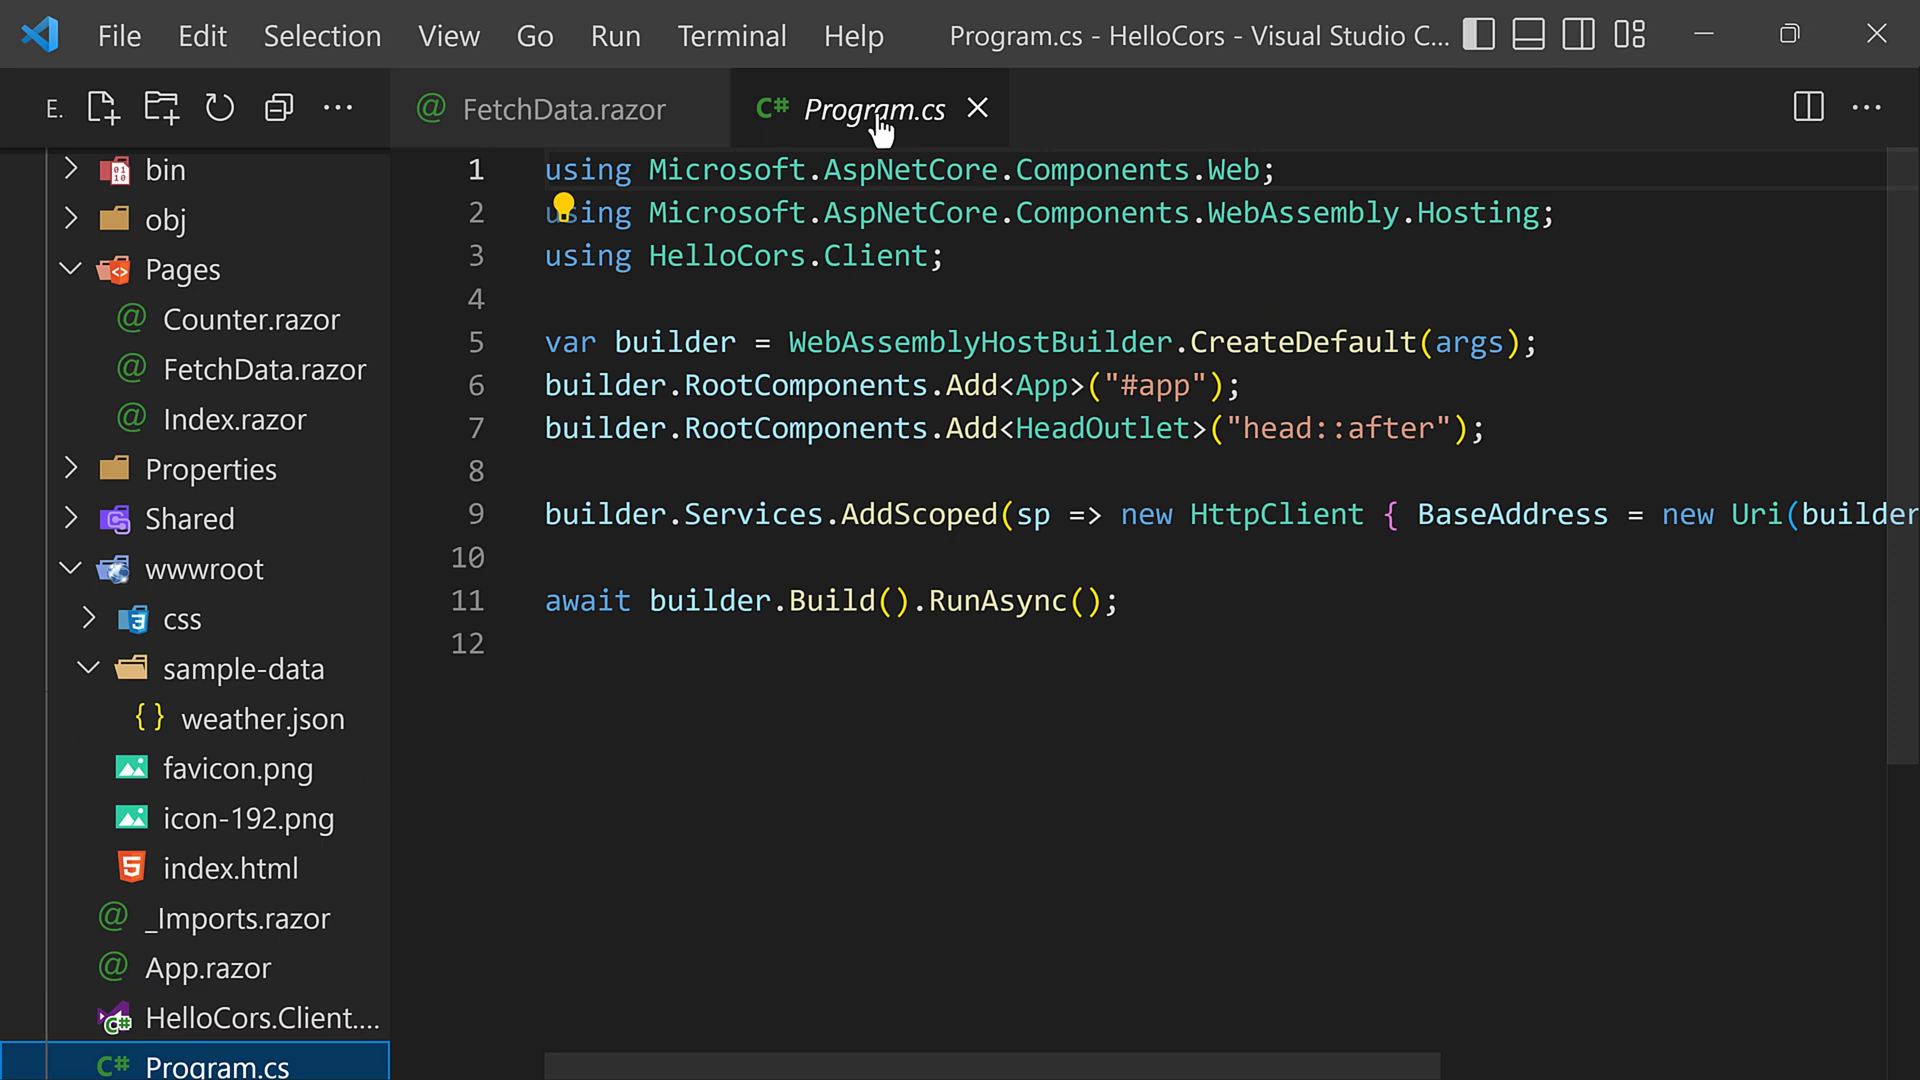 File Edit Selection View Go Run Terminal Help Program.cs - HelloCors - Visual Studio C...
E. FetchData.razor C# Program.cs
bin
obj
Pages
Counter.razor
FetchData.razor
Index.razor
Properties
Shared
wwwroot
css
sample-data
{} weather.json
favicon.png
icon-192.png
index.html
_Imports.razor
App.razor
HelloCors.Client....
C# Program.cs
1 using Microsoft.AspNetCore.Components.Web;
2 using Microsoft.AspNetCore.Components.WebAssembly.Hosting;
3 using HelloCors.Client;
4
5 var builder = WebAssemblyHostBuilder.CreateDefault(args);
6 builder.RootComponents.Add<App>("#app");
7 builder.RootComponents.Add<HeadOutlet>("head::after");
8
9 builder.Services.AddScoped(sp => new HttpClient { BaseAddress = new Uri(builder
10
11 await builder.Build().RunAsync();
12